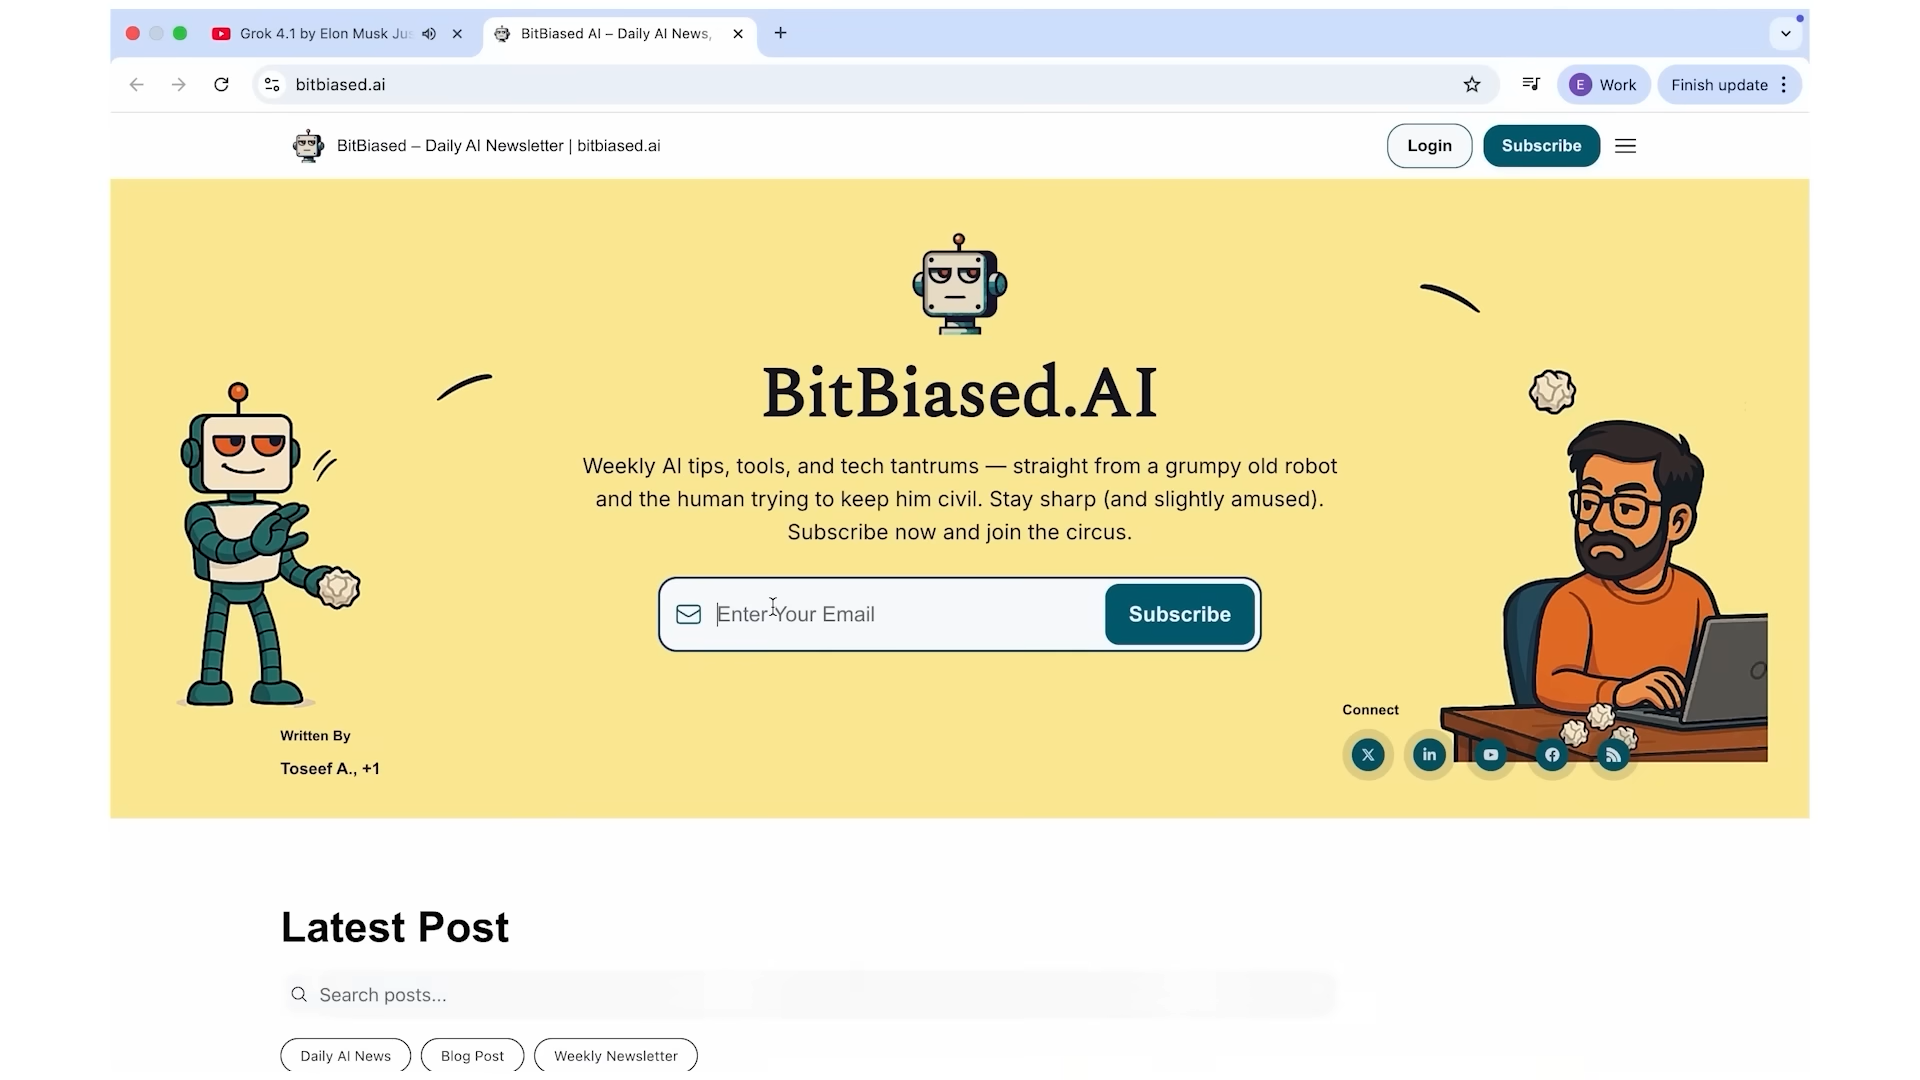 Grok 4.1 by Elon Musk Jus
BitBiased AI – Daily AI News,
bitbiased.ai
E
Work
Finish update
BitBiased – Daily AI Newsletter | bitbiased.ai
Login
Subscribe
BitBiased.AI
Weekly AI tips, tools, and tech tantrums — straight from a grumpy old robot
and the human trying to keep him civil. Stay sharp (and slightly amused).
Subscribe now and join the circus.
Enter Your Email
Subscribe
Written By
Toseef A., +1
Connect
Latest Post
Search posts...
Daily AI News
Blog Post
Weekly Newsletter